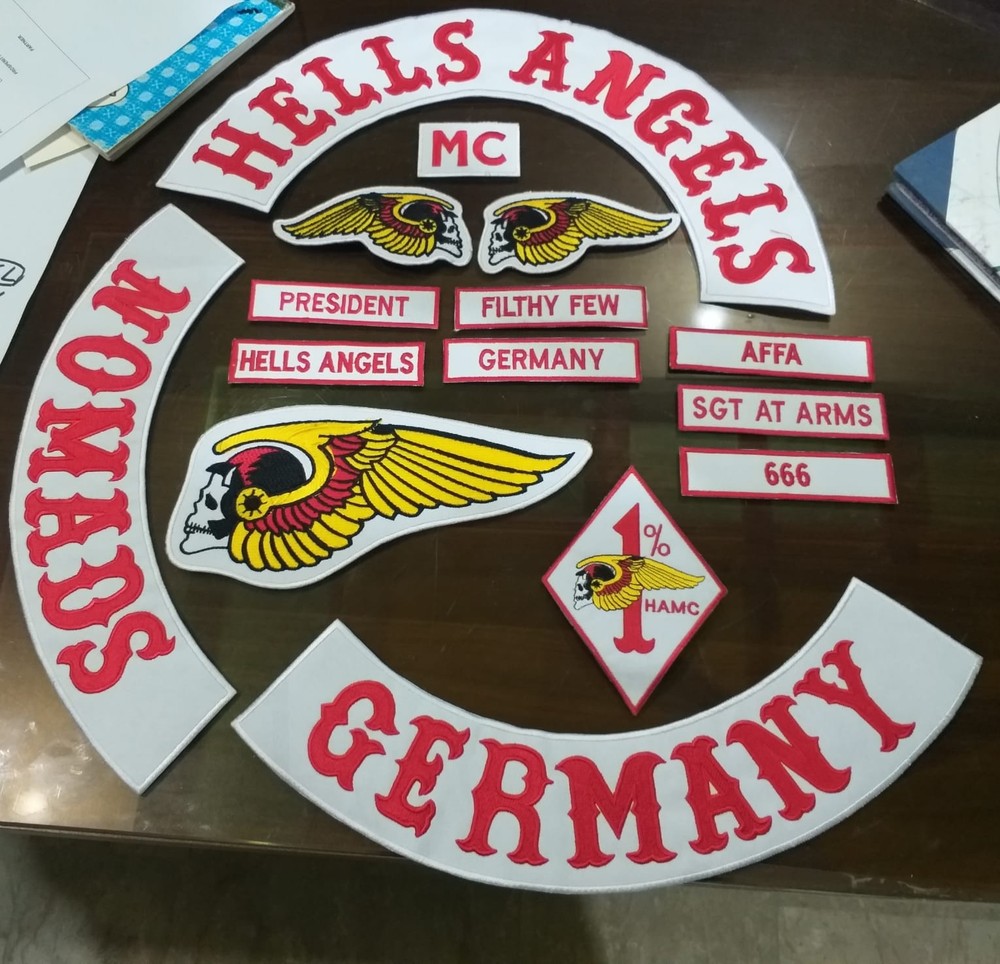 HELLS ANGELS
MC
PRESIDENT
FILTHY FEW
HELLS ANGELS
GERMANY
AFFA
SGT AT ARMS
666
NOMADS
1%
HAMC
GERMANY